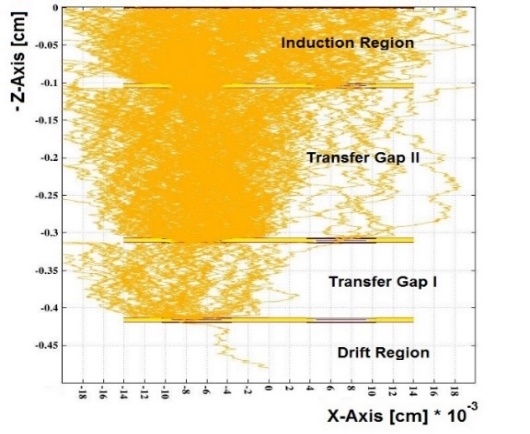 -Z-Axis [cm]
0
-0.05
-0.1
-0.15
-0.2
-0.25
-0.3
-0.35
-0.4
-0.45
Induction Region
Transfer Gap II
Transfer Gap I
Drift Region
-18 -16 -14 -12 -10 -8 -6 -4 -2 0 2 4 6 8 10 12 14 16 18
X-Axis [cm] * 10⁻³